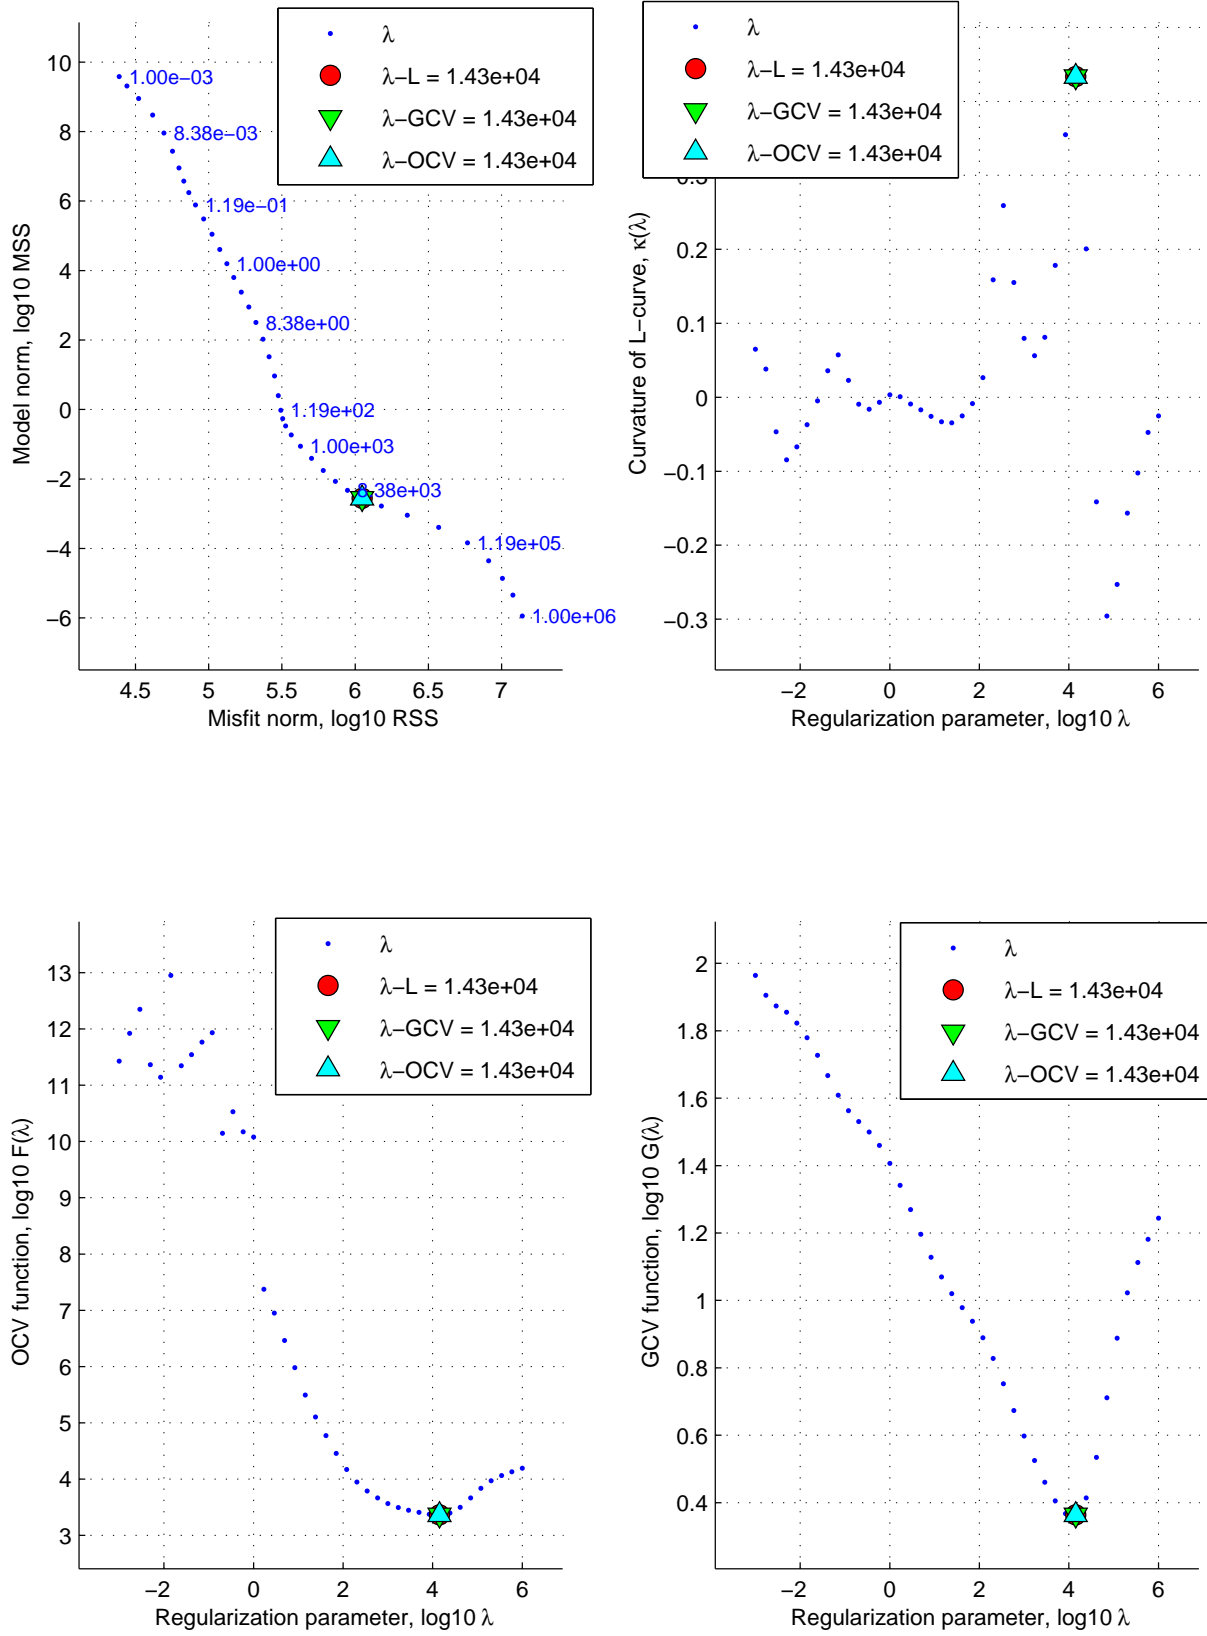 λ
λ−L = 1.43e+04
λ−GCV = 1.43e+04
λ−OCV = 1.43e+04
10
8
6
4
2
0
−2
−4
−6
1.00e−03
8.38e−03
1.19e−01
1.00e+00
8.38e+00
1.19e+02
1.00e+03
8.38e+03
1.19e+05
1.00e+06
4.5 5 5.5 6 6.5 7
Misfit norm, log10 RSS
Model norm, log10 MSS
λ
λ−L = 1.43e+04
λ−GCV = 1.43e+04
λ−OCV = 1.43e+04
0.3
0.2
0.1
0
−0.1
−0.2
−0.3
−2 0 2 4 6
Regularization parameter, log10 λ
Curvature of L−curve, κ(λ)
λ
λ−L = 1.43e+04
λ−GCV = 1.43e+04
λ−OCV = 1.43e+04
13
12
11
10
9
8
7
6
5
4
3
−2 0 2 4 6
Regularization parameter, log10 λ
OCV function, log10 F(λ)
λ
λ−L = 1.43e+04
λ−GCV = 1.43e+04
λ−OCV = 1.43e+04
2
1.8
1.6
1.4
1.2
1
0.8
0.6
0.4
−2 0 2 4 6
Regularization parameter, log10 λ
GCV function, log10 G(λ)